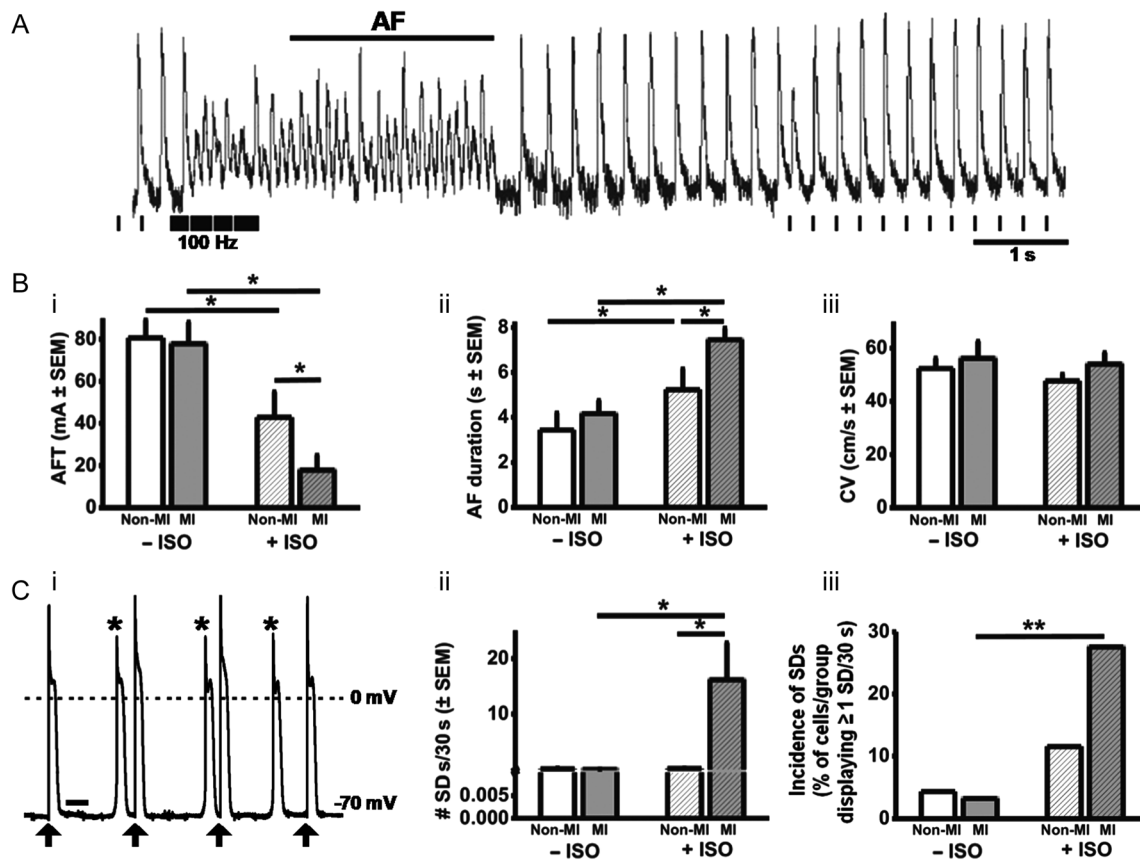 A
AF
100 Hz
1 s
B
i
AFT (mA ± SEM)
80
60
40
20
0
*
*
*
Non-MI MI Non-MI MI
– ISO + ISO
ii
AF duration (s ± SEM)
8
6
4
2
0
*
*
*
Non-MI MI Non-MI MI
– ISO + ISO
iii
CV (cm/s ± SEM)
60
40
20
0
Non-MI MI Non-MI MI
– ISO + ISO
C
i
* * *
0 mV
-70 mV
ii
# SDs/30 s (± SEM)
20
10
0.005
0.000
*
*
Non-MI MI Non-MI MI
– ISO + ISO
iii
Incidence of SDs
(% of cells/group
displaying ≥1 SD/30 s)
30
20
10
0
**
Non-MI MI Non-MI MI
– ISO + ISO